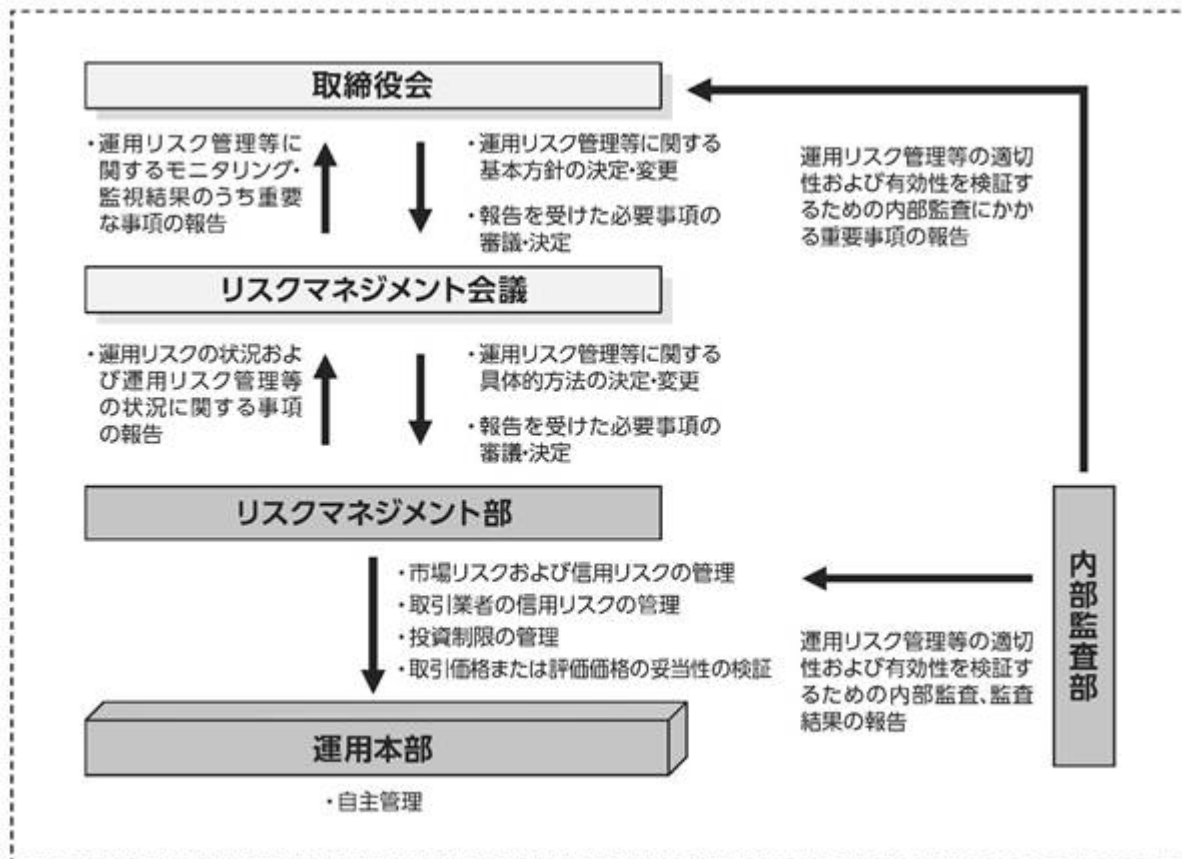 取締役会
・運用リスク管理等に
関するモニタリング・
監視結果のうち重要
な事項の報告
・運用リスク管理等に関する
基本方針の決定・変更
・報告を受けた必要事項の
審議・決定
運用リスク管理等の適切
性および有効性を検証す
るための内部監査にかか
る重要事項の報告
リスクマネジメント会議
・運用リスクの状況およ
び運用リスク管理等
の状況に関する事項
の報告
・運用リスク管理等に関する
具体的方法の決定・変更
・報告を受けた必要事項の
審議・決定
リスクマネジメント部
・市場リスクおよび信用リスクの管理
・取引業者の信用リスクの管理
・投資制限の管理
・取引価格または評価価格の妥当性の検証
運用リスク管理等の適切
性および有効性を検証す
るための内部監査、監査
結果の報告
内部監査部
運用本部
・自主管理